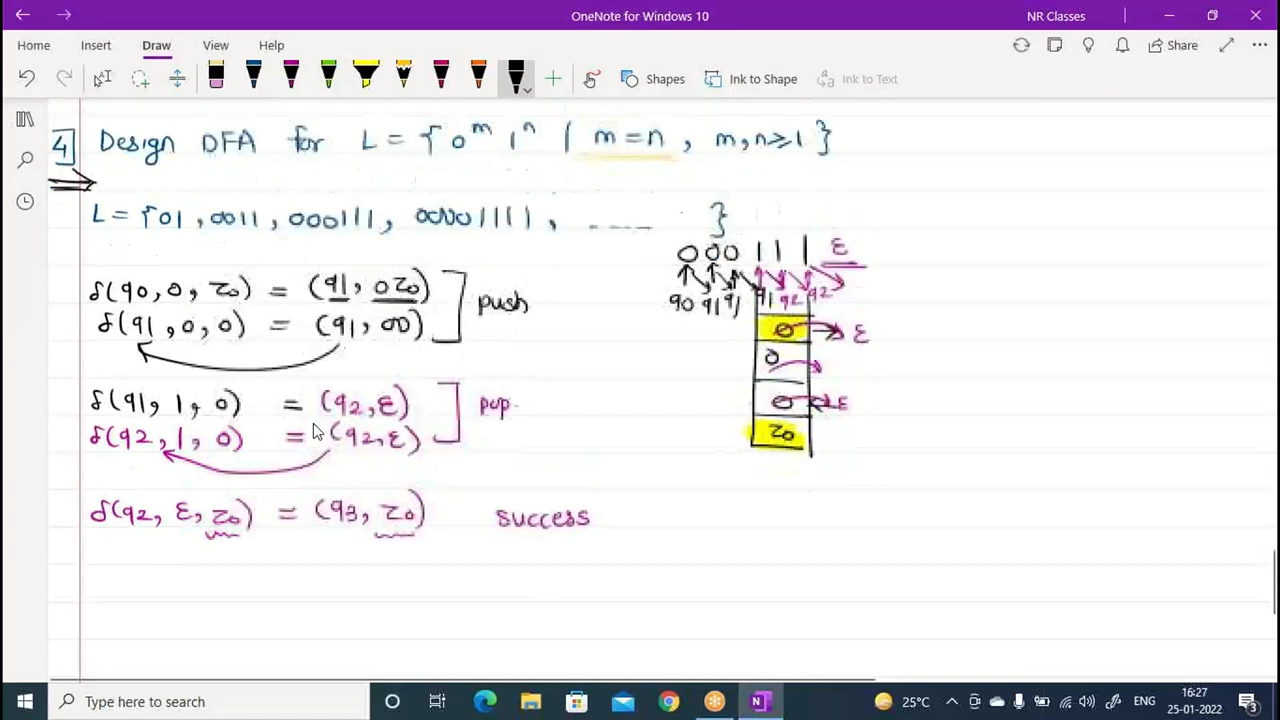 OneNote for Windows 10
NR Classes
Home Insert Draw View Help
Share
Shapes
Ink to Shape
Ink to Text
4 Design DFA for L = { 0^m 1^n | m=n , m,n≥1 }
L = {01 , 0011 , 000111 , 00001111 , ..... }
000 111 ε
q0 q1 q1 q1 q2 q2
δ(q0, 0, z0) = (q1, 0z0)
δ(q1, 0, 0) = (q1, 00)
push
0 ε
0
0 ε
z0
δ(q1, 1, 0) = (q2, ε)
δ(q2, 1, 0) = (q2, ε)
pop
δ(q2, ε, z0) = (q3, z0) success
Type here to search
25°C
ENG
16:27
25-01-2022
3